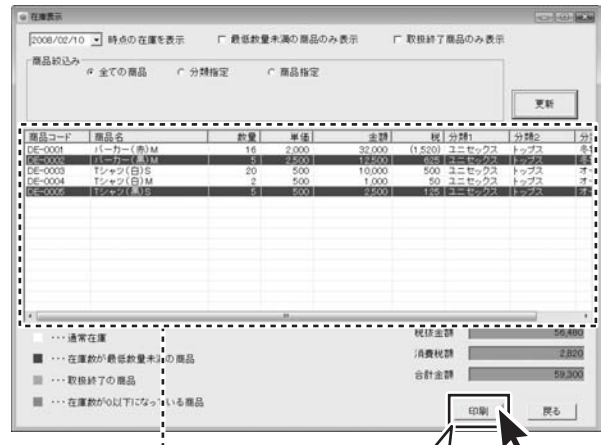 在庫表示
2008/02/10 時点の在庫を表示 最低数量未満の商品のみ表示 取扱終了商品のみ表示
商品絞込み
全ての商品 分類指定 商品指定
更新
商品コード 商品名 数量 単価 金額 税 分類1 分類2 分
DE-0001 パーカー(赤)M 16 2,000 32,000 (1,520) ユニセックス トップス 冬
DE-0002 パーカー(黒)M 5 2,500 12,500 625 ユニセックス トップス 冬
DE-0003 Tシャツ(白)S 20 500 10,000 500 ユニセックス トップス オー
DE-0004 Tシャツ(白)M 2 500 1,000 50 ユニセックス トップス オー
DE-0005 Tシャツ(黒)S 5 500 2,500 125 ユニセックス トップス オー
・・・通常在庫
・・・在庫数が最低数量未満の商品
・・・取扱終了の商品
・・・在庫数が0以下になっている商品
税抜金額 56,480
消費税額 2,820
合計金額 59,300
印刷 戻る